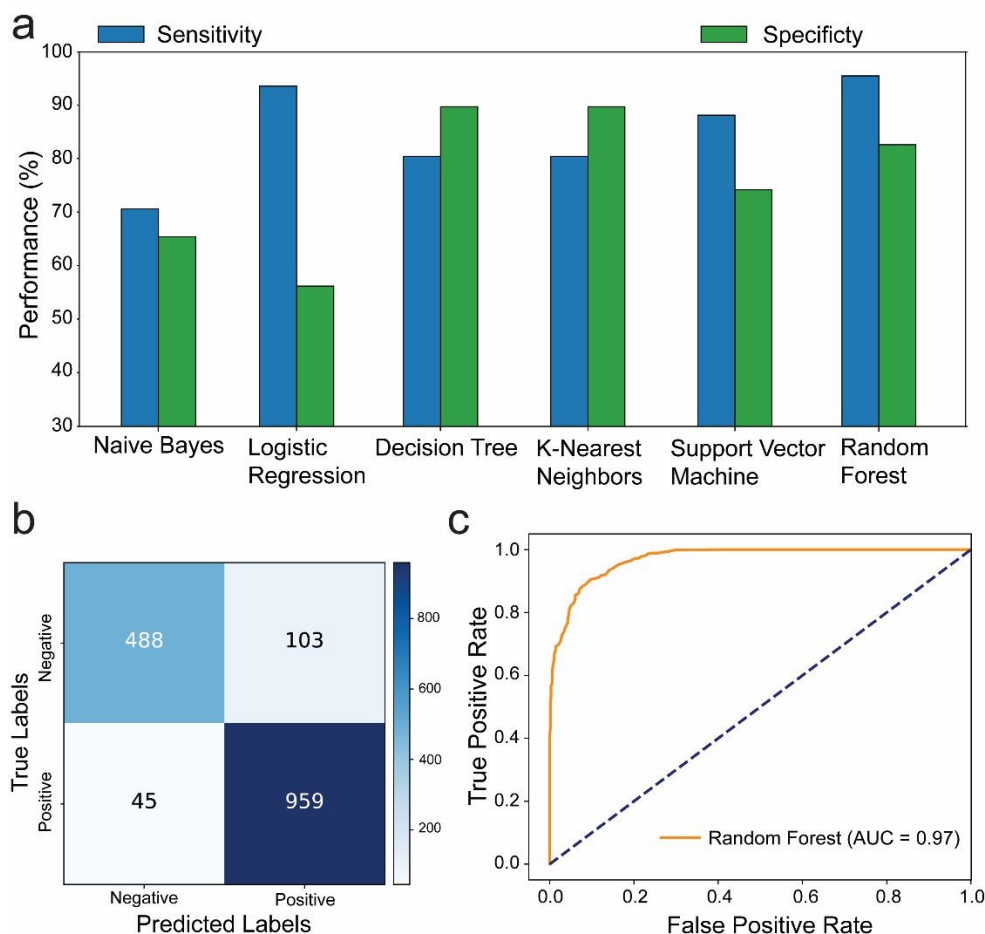 a
Sensitivity
Specificty
Performance (%)
100
90
80
70
60
50
40
30
Naive Bayes
Logistic
Regression
Decision Tree
K-Nearest
Neighbors
Support Vector
Machine
Random
Forest
b
True Labels
Negative
Positive
488
103
45
959
Negative
Positive
Predicted Labels
800
600
400
200
c
True Positive Rate
1.0
0.8
0.6
0.4
0.2
0.0
Random Forest (AUC = 0.97)
0.0
0.2
0.4
0.6
0.8
1.0
False Positive Rate